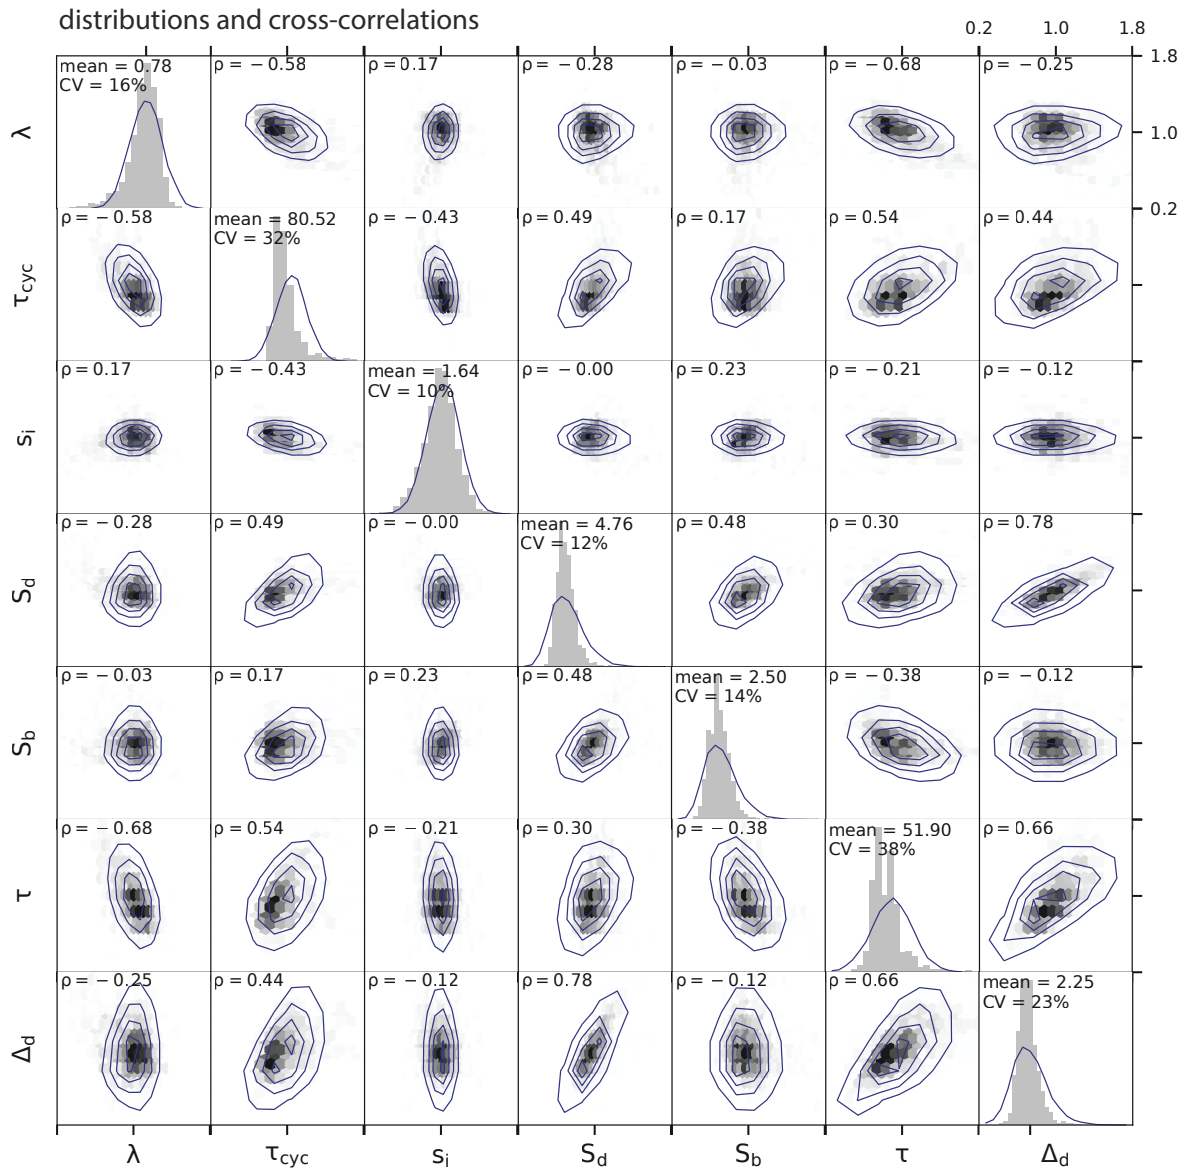 distributions and cross-correlations
0.2 1.0 1.8
mean = 0.78 ρ = −0.58 ρ = 0.17 ρ = −0.28 ρ = −0.03 ρ = −0.68 ρ = −0.25 1.8
CV = 16%
λ 1.0
0.2
ρ = −0.58 mean = 80.52 ρ = −0.43 ρ = 0.49 ρ = 0.17 ρ = 0.54 ρ = 0.44
CV = 32%
τcyc
ρ = 0.17 ρ = −0.43 mean = 1.64 ρ = −0.00 ρ = 0.23 ρ = −0.21 ρ = −0.12
CV = 10%
si
ρ = −0.28 ρ = 0.49 ρ = −0.00 mean = 4.76 ρ = 0.48 ρ = 0.30 ρ = 0.78
CV = 12%
Sd
ρ = −0.03 ρ = 0.17 ρ = 0.23 ρ = 0.48 mean = 2.50 ρ = −0.38 ρ = −0.12
CV = 14%
Sb
ρ = −0.68 ρ = 0.54 ρ = −0.21 ρ = 0.30 ρ = −0.38 mean = 51.90 ρ = 0.66
CV = 38%
τ
ρ = −0.25 ρ = 0.44 ρ = −0.12 ρ = 0.78 ρ = −0.12 ρ = 0.66 mean = 2.25
CV = 23%
Δd
λ τcyc si Sd Sb τ Δd